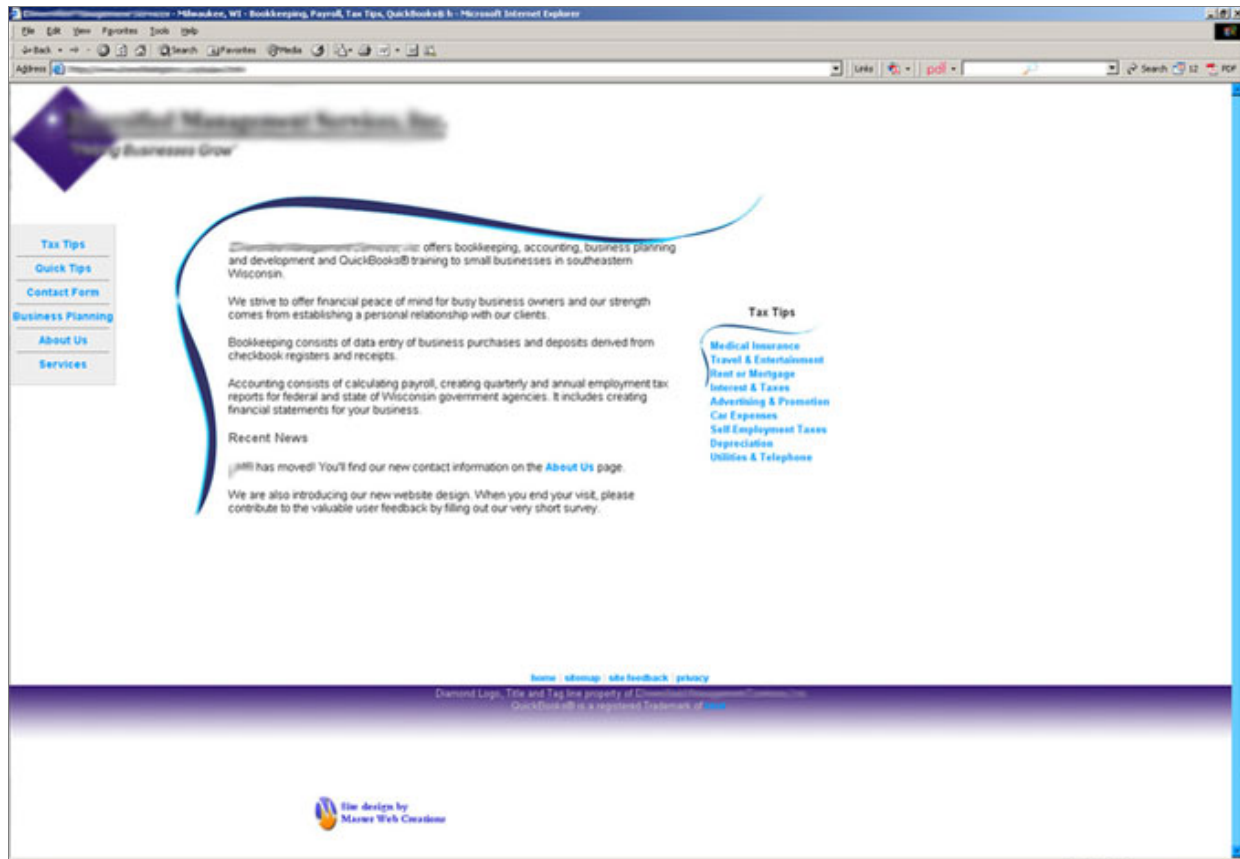 - Milwaukee, WI - Bookkeeping, Payroll, Tax Tips, QuickBooks® h - Microsoft Internet Explorer
File Edit View Favorites Tools Help
Back Search Favorites Media
Address Links pdf Search 12 PDF
Management Services, Inc.
Businesses Grow"
Tax Tips
Quick Tips
Contact Form
Business Planning
About Us
Services
offers bookkeeping, accounting, business planning
and development and QuickBooks® training to small businesses in southeastern
Wisconsin.
We strive to offer financial peace of mind for busy business owners and our strength
comes from establishing a personal relationship with our clients.
Bookkeeping consists of data entry of business purchases and deposits derived from
checkbook registers and receipts.
Accounting consists of calculating payroll, creating quarterly and annual employment tax
reports for federal and state of Wisconsin government agencies. It includes creating
financial statements for your business.
Recent News
has moved! You'll find our new contact information on the About Us page.
We are also introducing our new website design. When you end your visit, please
contribute to the valuable user feedback by filling out our very short survey.
Tax Tips
Medical Insurance
Travel & Entertainment
Rent or Mortgage
Interest & Taxes
Advertising & Promotion
Car Expenses
Self Employment Taxes
Depreciation
Utilities & Telephone
home | sitemap | site feedback | privacy
Diamond Logo, Title and Tag line property of
QuickBooks® is a registered Trademark of
Site design by
Web Creations